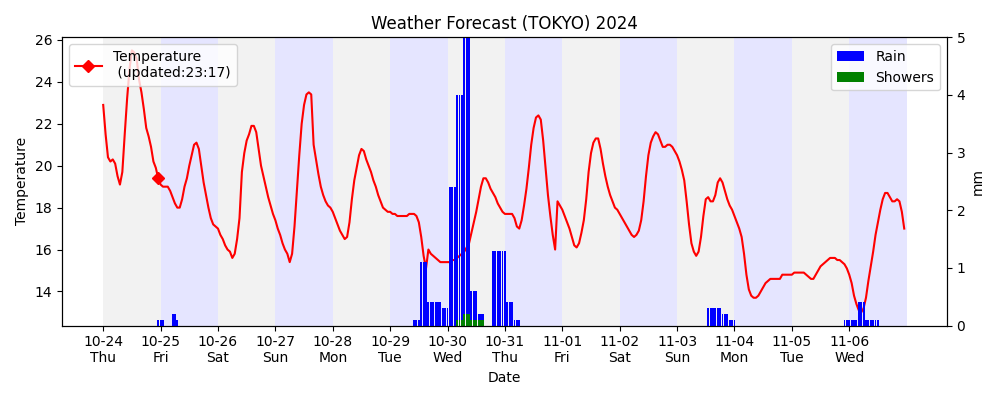 Weather Forecast (TOKYO) 2024
Temperature
(updated:23:17)
Rain
Showers
Temperature
26
24
22
20
18
16
14
5
4
3
2
1
0
mm
10-24
Thu
10-25
Fri
10-26
Sat
10-27
Sun
10-28
Mon
10-29
Tue
10-30
Wed
10-31
Thu
11-01
Fri
11-02
Sat
11-03
Sun
11-04
Mon
11-05
Tue
11-06
Wed
Date